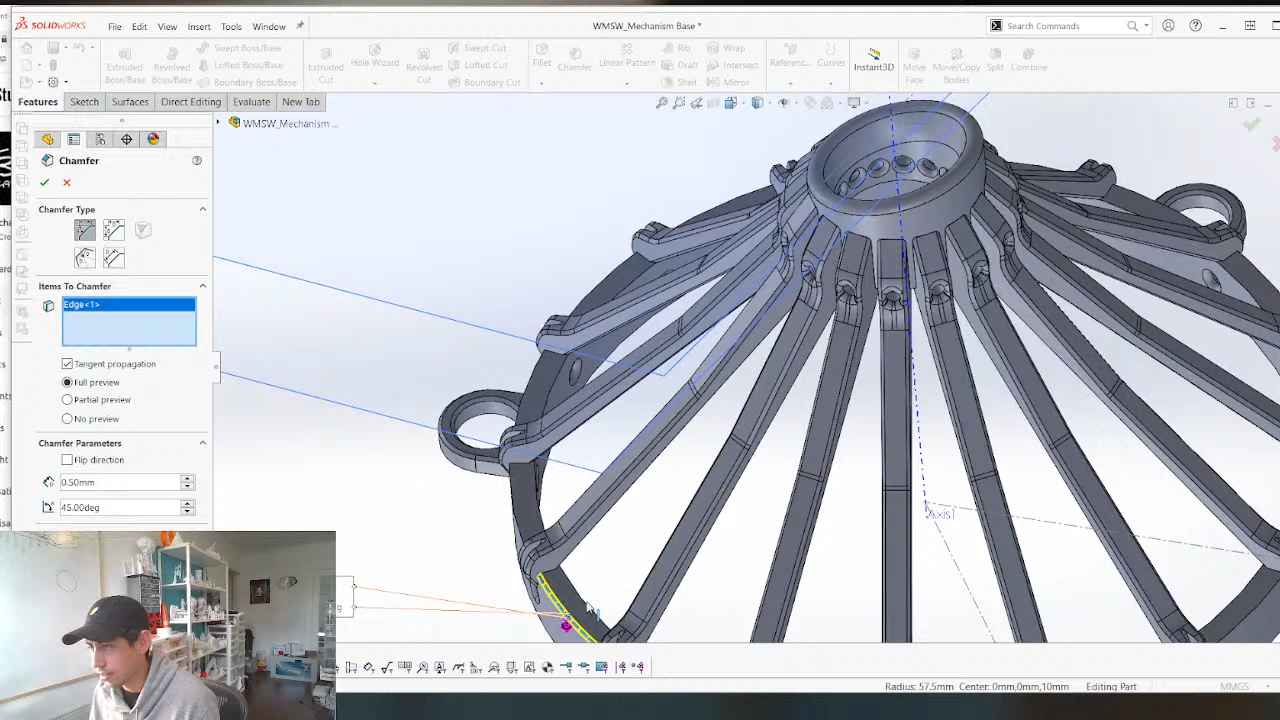 SOLIDWORKS
File
Edit
View
Insert
Tools
Window
WMSW_Mechanism Base *
Search Commands
Extruded
Boss/Base
Revolved
Boss/Base
Swept Boss/Base
Lofted Boss/Base
Boundary Boss/Base
Extruded
Cut
Hole Wizard
Revolved
Cut
Swept Cut
Lofted Cut
Boundary Cut
Fillet
Chamfer
Linear Pattern
Rib
Draft
Shell
Wrap
Intersect
Mirror
Referenc...
Curves
Instant3D
Move
Face
Move/Copy
Bodies
Split
Combine
Features
Sketch
Surfaces
Direct Editing
Evaluate
New Tab
WMSW_Mechanism ...
Chamfer
Chamfer Type
Items To Chamfer
Edge<1>
Tangent propagation
Full preview
Partial preview
No preview
Chamfer Parameters
Flip direction
0.50mm
45.00deg
Axis1
Radius: 57.5mm Center: 0mm,0mm,10mm
Editing Part
MMGS